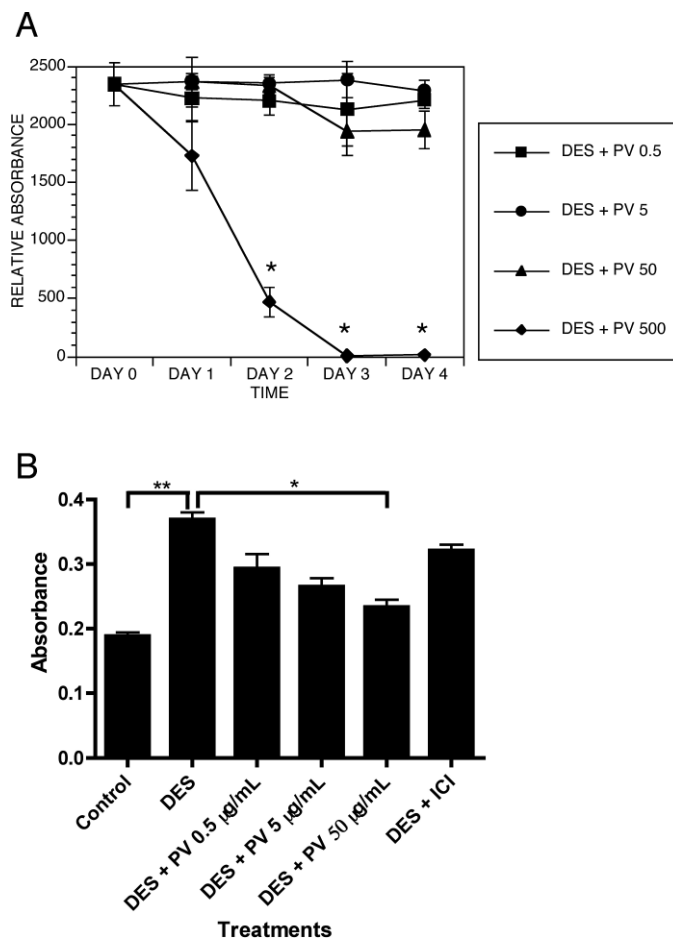 A
RELATIVE ABSORBANCE
2500
2000
1500
1000
500
0
*
*
*
DAY 0
DAY 1
DAY 2
DAY 3
DAY 4
TIME
DES + PV 0.5
DES + PV 5
DES + PV 50
DES + PV 500
B
Absorbance
0.4
0.3
0.2
0.1
0.0
**
*
Control
DES
DES + PV 0.5 µg/mL
DES + PV 5 µg/mL
DES + PV 50 µg/mL
DES + ICI
Treatments